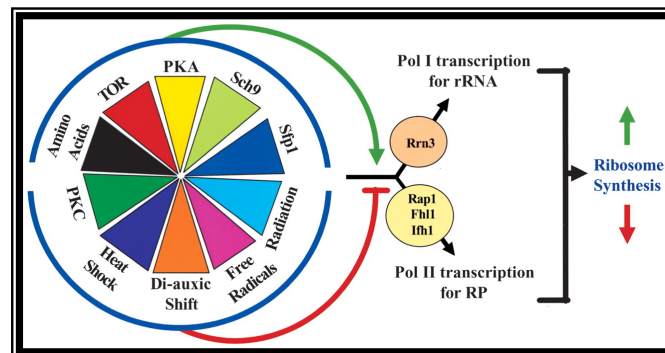 PKA
Sch9
Sfp1
Radiation
Free
Radicals
Di-auxic
Shift
Heat
Shock
PKC
Amino
Acids
TOR
Pol I transcription
for rRNA
Rrn3
Rap1
Fhl1
Ifh1
Pol II transcription
for RP
Ribosome
Synthesis